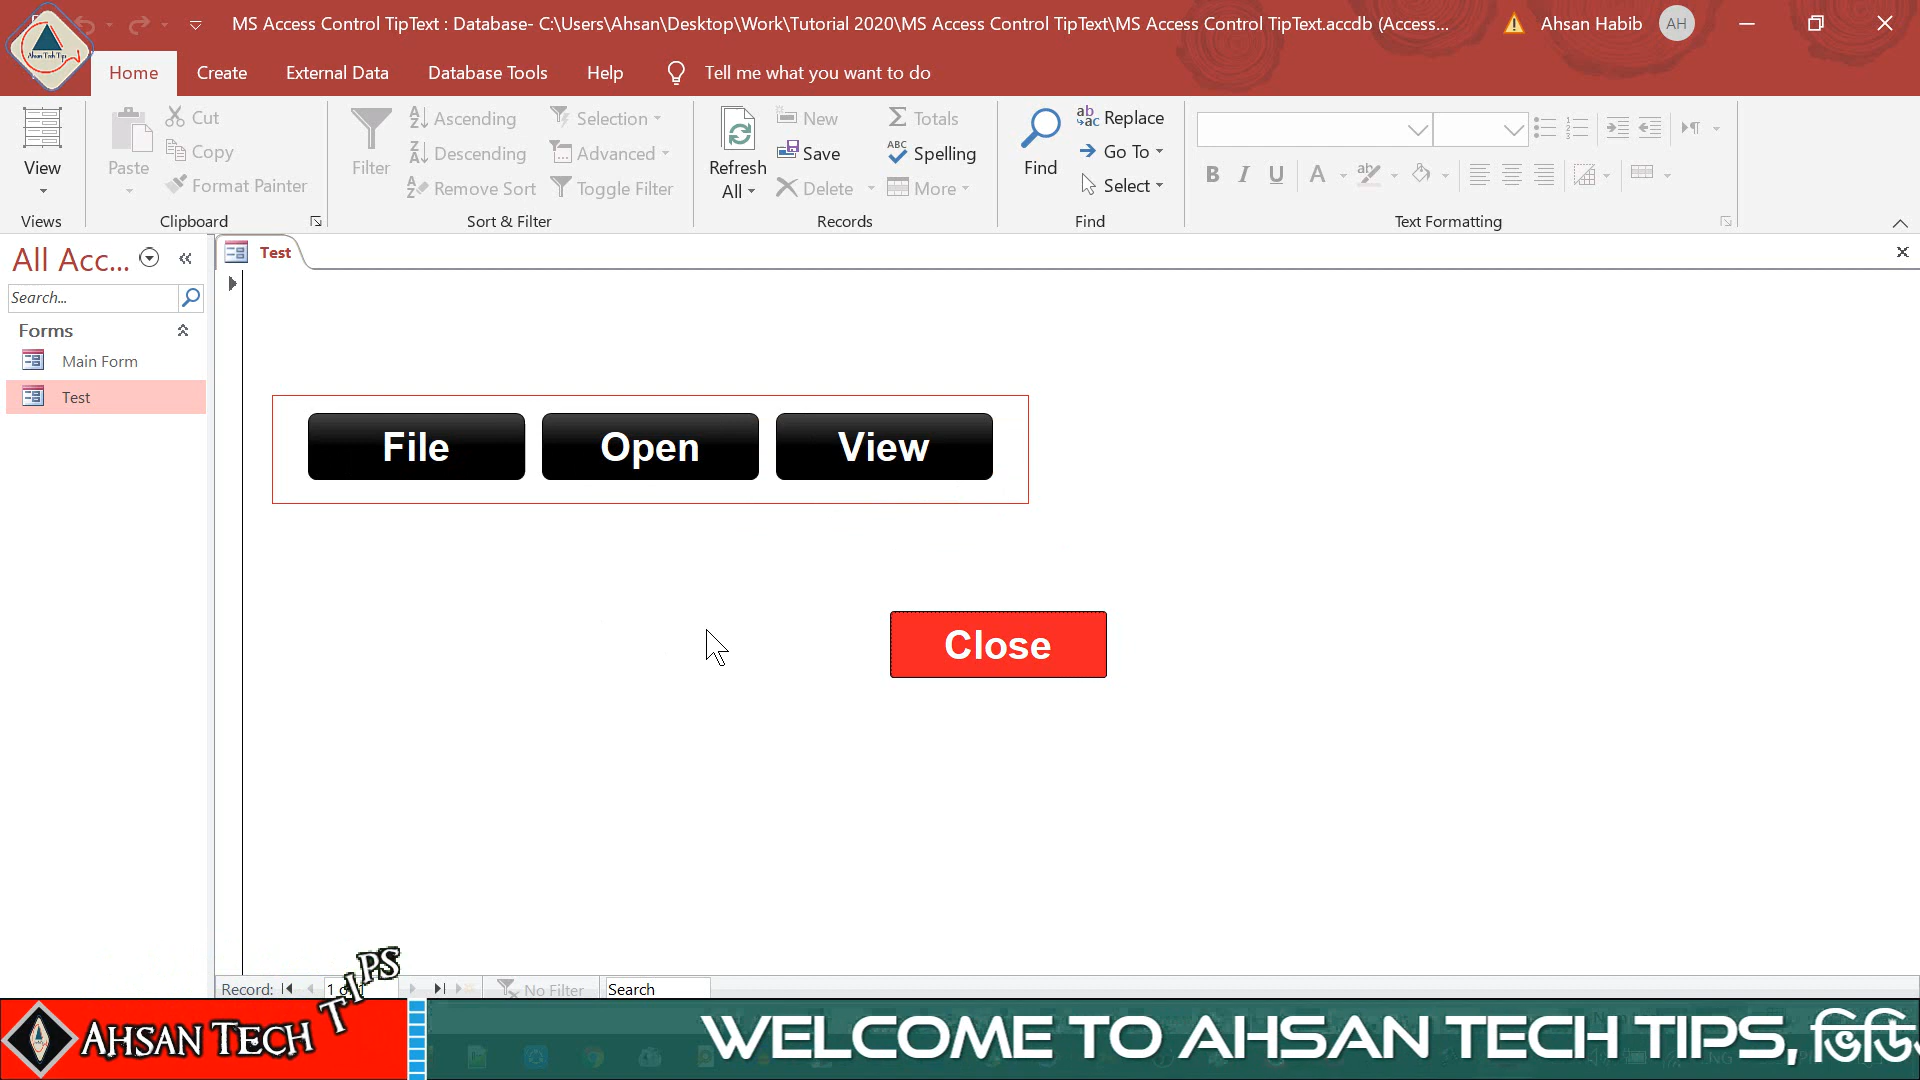 MS Access Control TipText : Database- C:\Users\Ahsan\Desktop\Work\Tutorial 2020\MS Access Control TipText\MS Access Control TipText.accdb (Access...
Ahsan Habib
AH
Home
Create
External Data
Database Tools
Help
Tell me what you want to do
View
Views
Paste
Cut
Copy
Format Painter
Clipboard
Filter
Ascending
Descending
Remove Sort
Selection
Advanced
Toggle Filter
Sort & Filter
Refresh
All
New
Save
Delete
Totals
Spelling
More
Records
Find
Replace
Go To
Select
Find
B I U
Text Formatting
All Acc...
Search...
Forms
Main Form
Test
Test
File
Open
View
Close
Record:
No Filter
Search
AHSAN TECH TIPS
WELCOME TO AHSAN TECH TIPS,